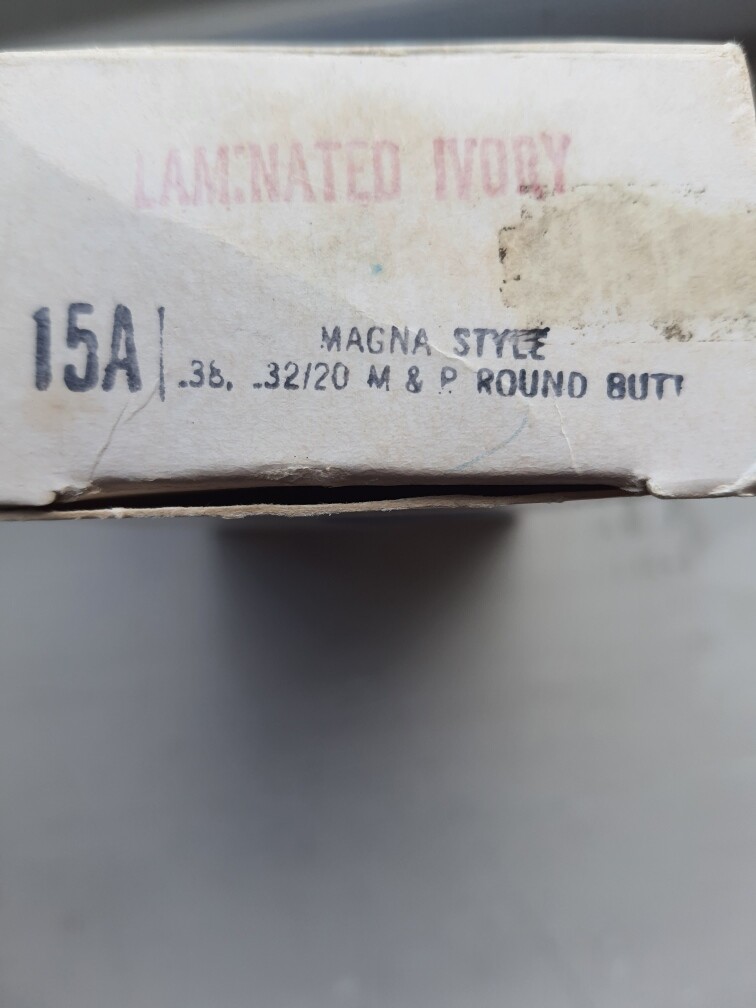 LAMINATED IVORY
15A
MAGNA STYLE
.38, .32/20 M & P ROUND BUTT